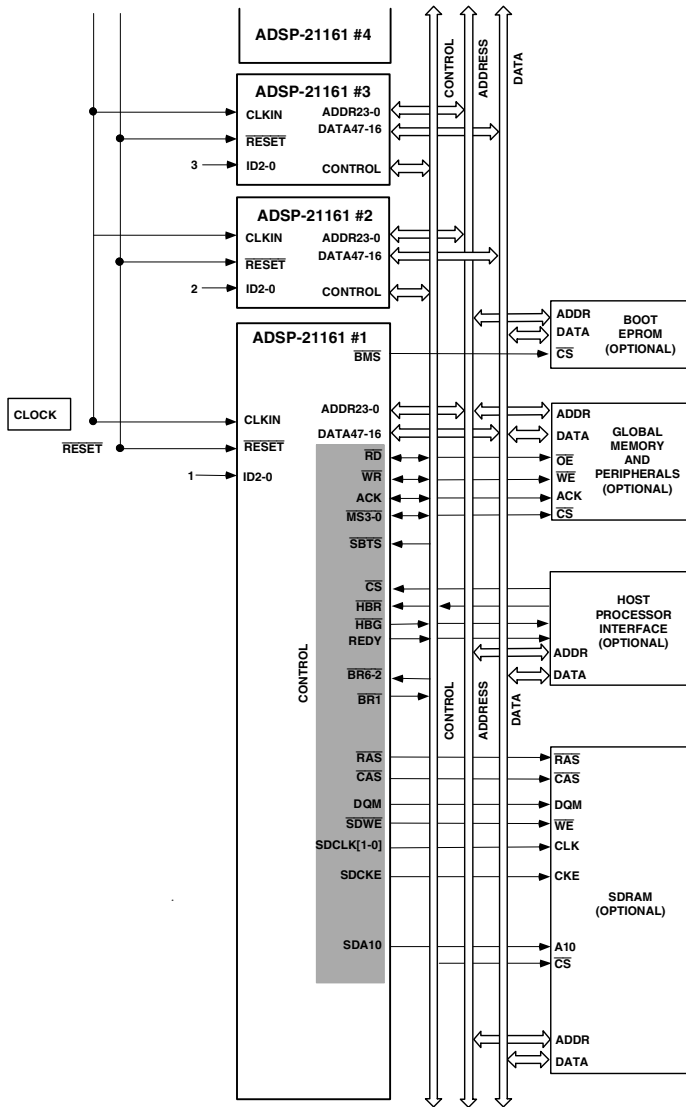 ADSP-21161 #4
CONTROL
ADDRESS
DATA
ADSP-21161 #3
CLKIN
RESET
3
ID2-0
ADDR23-0
DATA47-16
CONTROL
ADSP-21161 #2
CLKIN
RESET
2
ID2-0
ADDR23-0
DATA47-16
CONTROL
ADSP-21161 #1
BMS
CLOCK
RESET
CLKIN
RESET
1
ID2-0
ADDR23-0
DATA47-16
RD
WR
ACK
MS3-0
SBTS
CS
HBR
HBG
REDY
BR6-2
BR1
CONTROL
RAS
CAS
DQM
SDWE
SDCLK[1-0]
SDCKE
SDA10
CONTROL
ADDRESS
DATA
ADDR
DATA
CS
BOOT
EPROM
(OPTIONAL)
ADDR
DATA
OE
WE
ACK
CS
GLOBAL
MEMORY
AND
PERIPHERALS
(OPTIONAL)
HOST
PROCESSOR
INTERFACE
(OPTIONAL)
ADDR
DATA
RAS
CAS
DQM
WE
CLK
CKE
SDRAM
(OPTIONAL)
A10
CS
ADDR
DATA